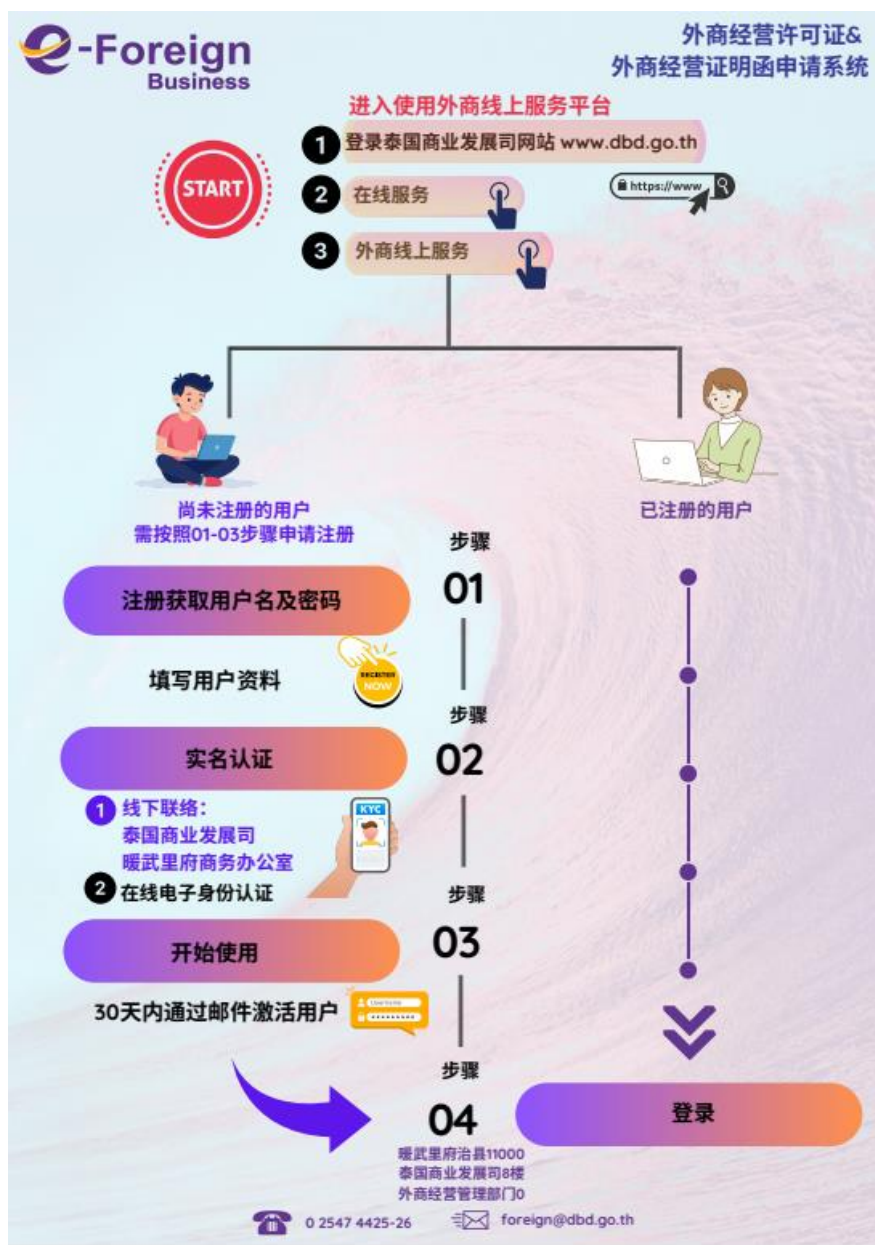 e-Foreign
Business
外商经营许可证&
外商经营证明函申请系统
进入使用外商线上服务平台
START
1 登录泰国商业发展司网站 www.dbd.go.th
2 在线服务
https://www
3 外商线上服务
尚未注册的用户
需按照01-03步骤申请注册
已注册的用户
步骤
01
注册获取用户名及密码
填写用户资料
REGISTER
NOW
步骤
02
实名认证
1 线下联络：
泰国商业发展司
暖武里府商务办公室
KYC
2 在线电子身份认证
步骤
03
开始使用
30天内通过邮件激活用户
步骤
04
登录
暖武里府治县11000
泰国商业发展司8楼
外商经营管理部门0
0 2547 4425-26
foreign@dbd.go.th